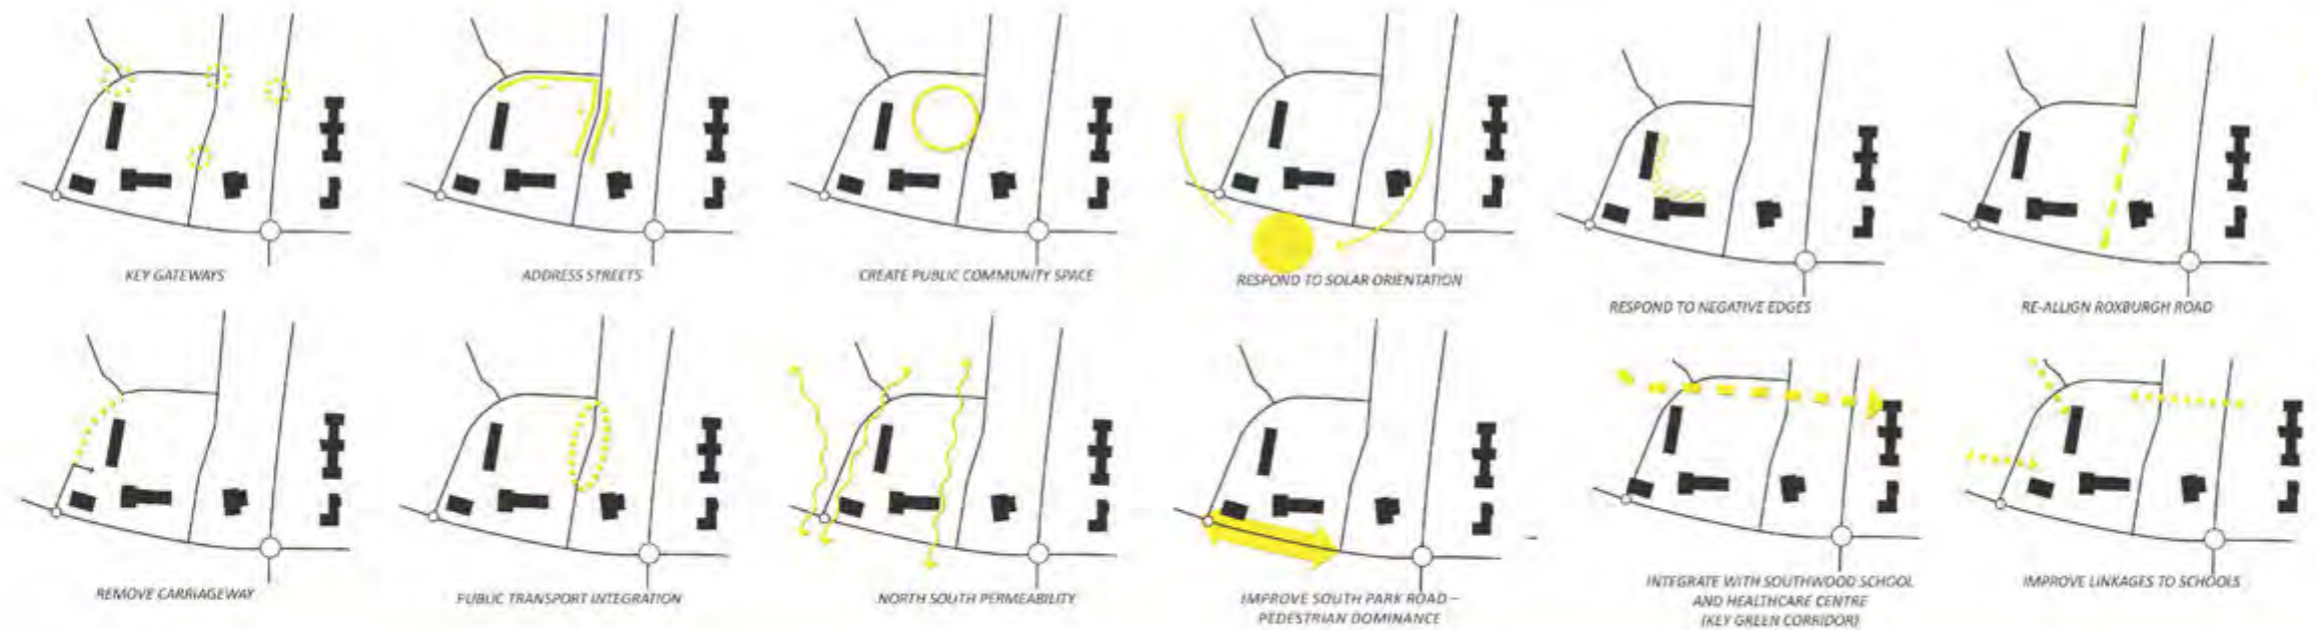 KEY GATEWAYS
ADDRESS STREETS
CREATE PUBLIC COMMUNITY SPACE
RESPOND TO SOLAR ORIENTATION
RESPOND TO NEGATIVE EDGES
RE-ALLIGN ROXBURGH ROAD
REMOVE CARRIAGEWAY
PUBLIC TRANSPORT INTEGRATION
NORTH SOUTH PERMEABILITY
IMPROVE SOUTH PARK ROAD –
PEDESTRIAN DOMINANCE
INTEGRATE WITH SOUTHWOOD SCHOOL
AND HEALTHCARE CENTRE
(KEY GREEN CORRIDOR)
IMPROVE LINKAGES TO SCHOOLS